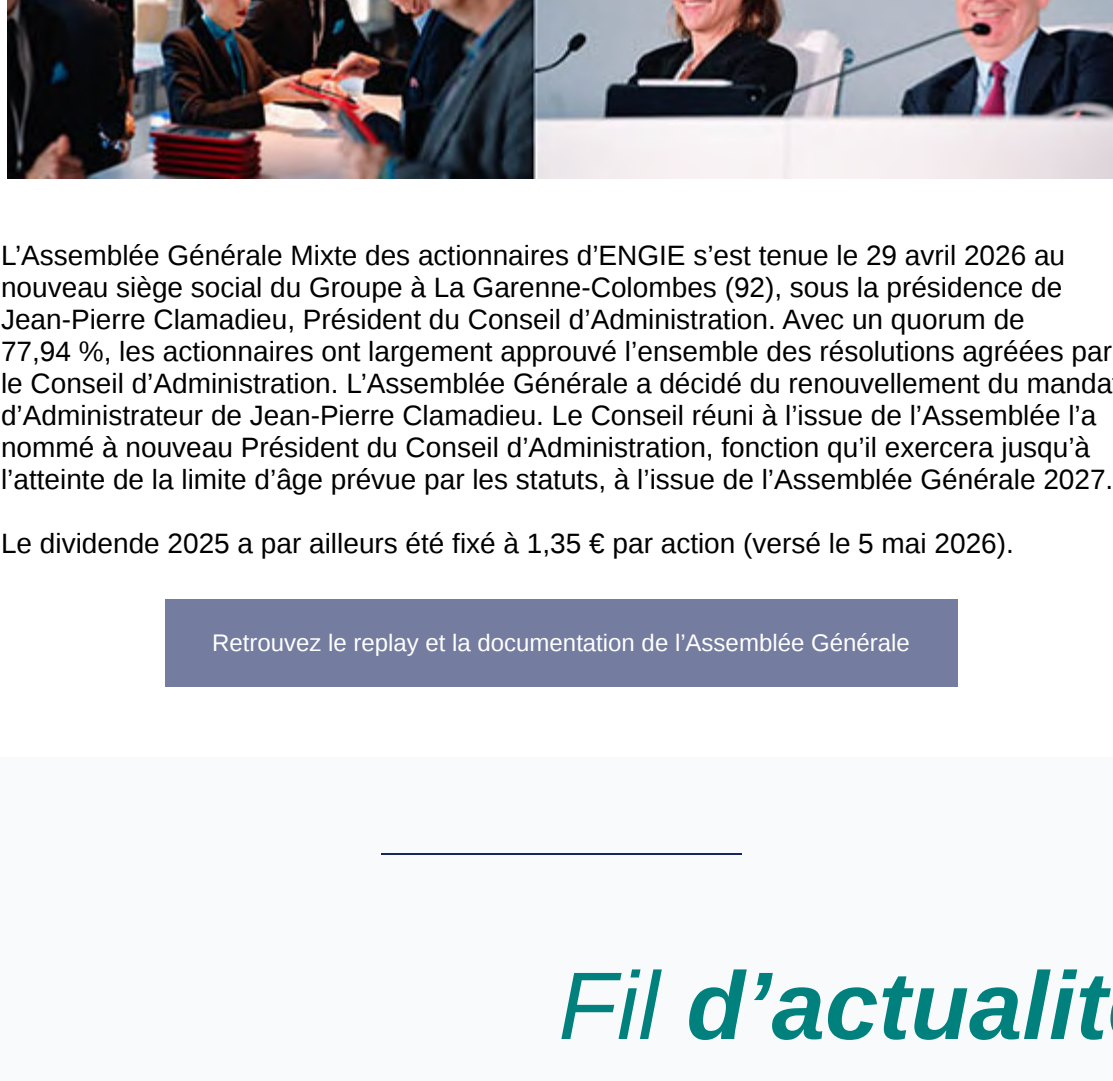 L’Assemblée Générale Mixte des actionnaires d’ENGIE s’est tenue le 29 avril 2026 au
nouveau siège social du Groupe à La Garenne-Colombes (92), sous la présidence de
Jean-Pierre Clamadieu, Président du Conseil d’Administration. Avec un quorum de
77,94 %, les actionnaires ont largement approuvé l’ensemble des résolutions agréées par
le Conseil d’Administration. L’Assemblée Générale a décidé du renouvellement du mandat
d’Administrateur de Jean-Pierre Clamadieu. Le Conseil réuni à l’issue de l’Assemblée l’a
nommé à nouveau Président du Conseil d’Administration, fonction qu’il exercera jusqu’à
l’atteinte de la limite d’âge prévue par les statuts, à l’issue de l’Assemblée Générale 2027.
Le dividende 2025 a par ailleurs été fixé à 1,35 € par action (versé le 5 mai 2026).
Retrouvez le replay et la documentation de l’Assemblée Générale
Fil d’actualité